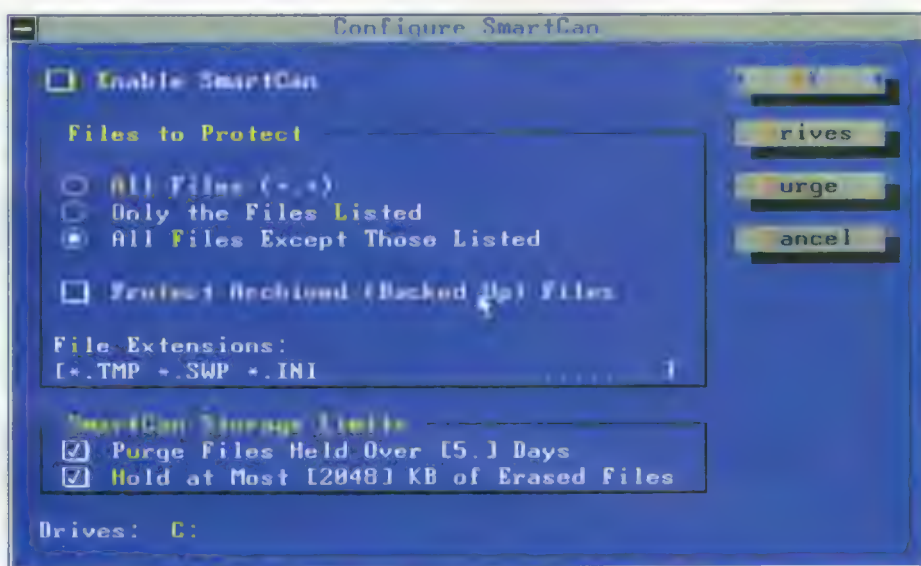 Configure SmartCan
Enable SmartCan
Files to Protect
All Files (*.*)
Only the Files Listed
All Files Except Those Listed
Protect Archived (Backed Up) Files
File Extensions:
[*.TMP *.SWP *.INI ]
SmartCan Storage Limits
Purge Files Held Over [5.] Days
Hold at Most [2048] KB of Erased Files
Drives: C:
rives
urge
ancel